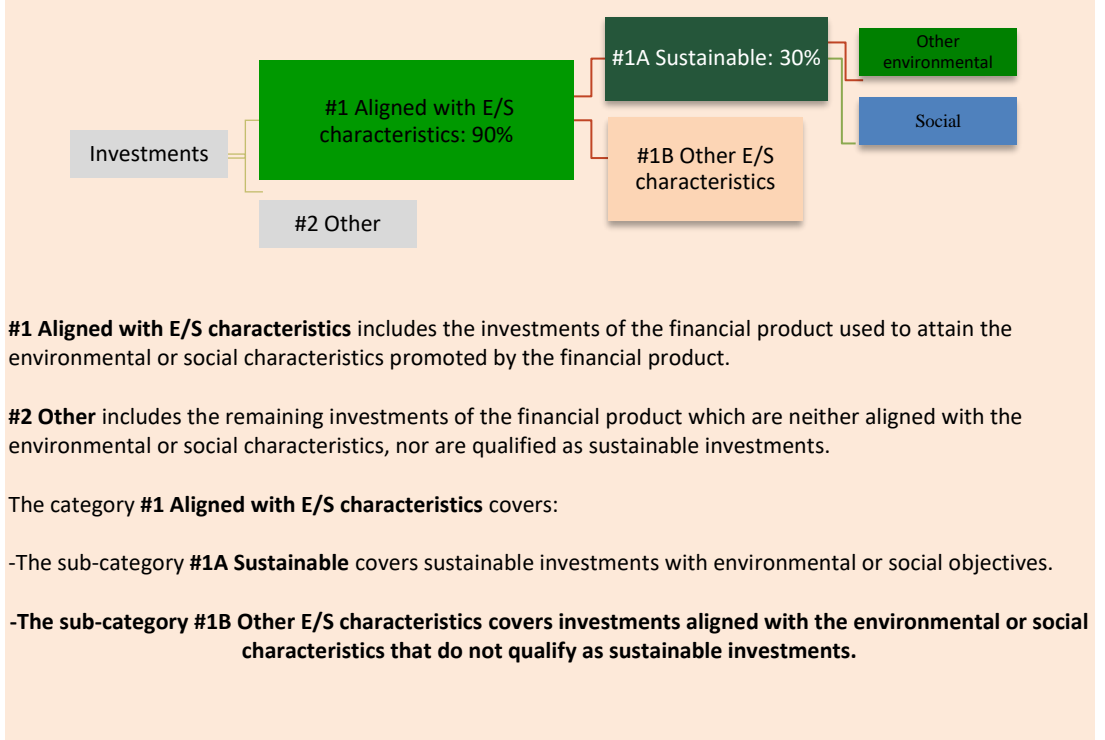 Other
environmental
#1A Sustainable: 30%
#1 Aligned with E/S
characteristics: 90%
Social
Investments
#1B Other E/S
characteristics
#2 Other
#1 Aligned with E/S characteristics includes the investments of the financial product used to attain the
environmental or social characteristics promoted by the financial product.
#2 Other includes the remaining investments of the financial product which are neither aligned with the
environmental or social characteristics, nor are qualified as sustainable investments.
The category #1 Aligned with E/S characteristics covers:
-The sub-category #1A Sustainable covers sustainable investments with environmental or social objectives.
-The sub-category #1B Other E/S characteristics covers investments aligned with the environmental or social
characteristics that do not qualify as sustainable investments.